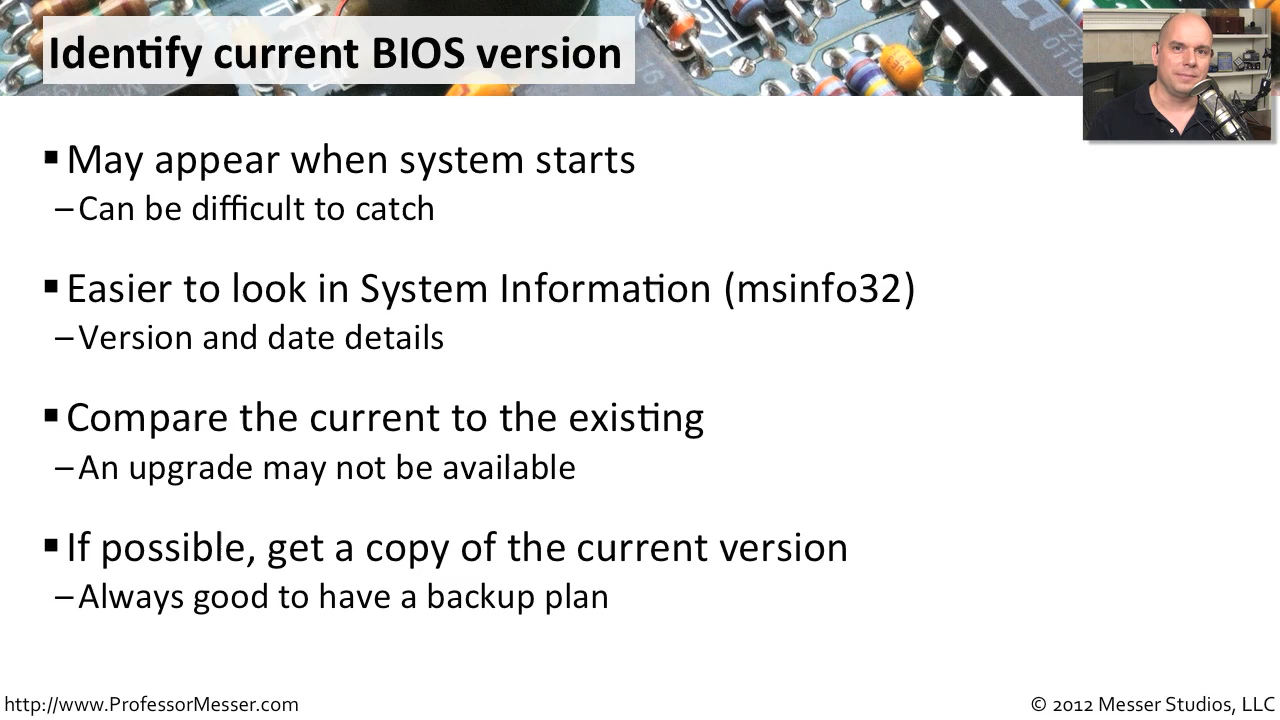 Identify current BIOS version
▪ May appear when system starts
– Can be difficult to catch
▪ Easier to look in System Information (msinfo32)
– Version and date details
▪ Compare the current to the existing
– An upgrade may not be available
▪ If possible, get a copy of the current version
– Always good to have a backup plan
http://www.ProfessorMesser.com
© 2012 Messer Studios, LLC